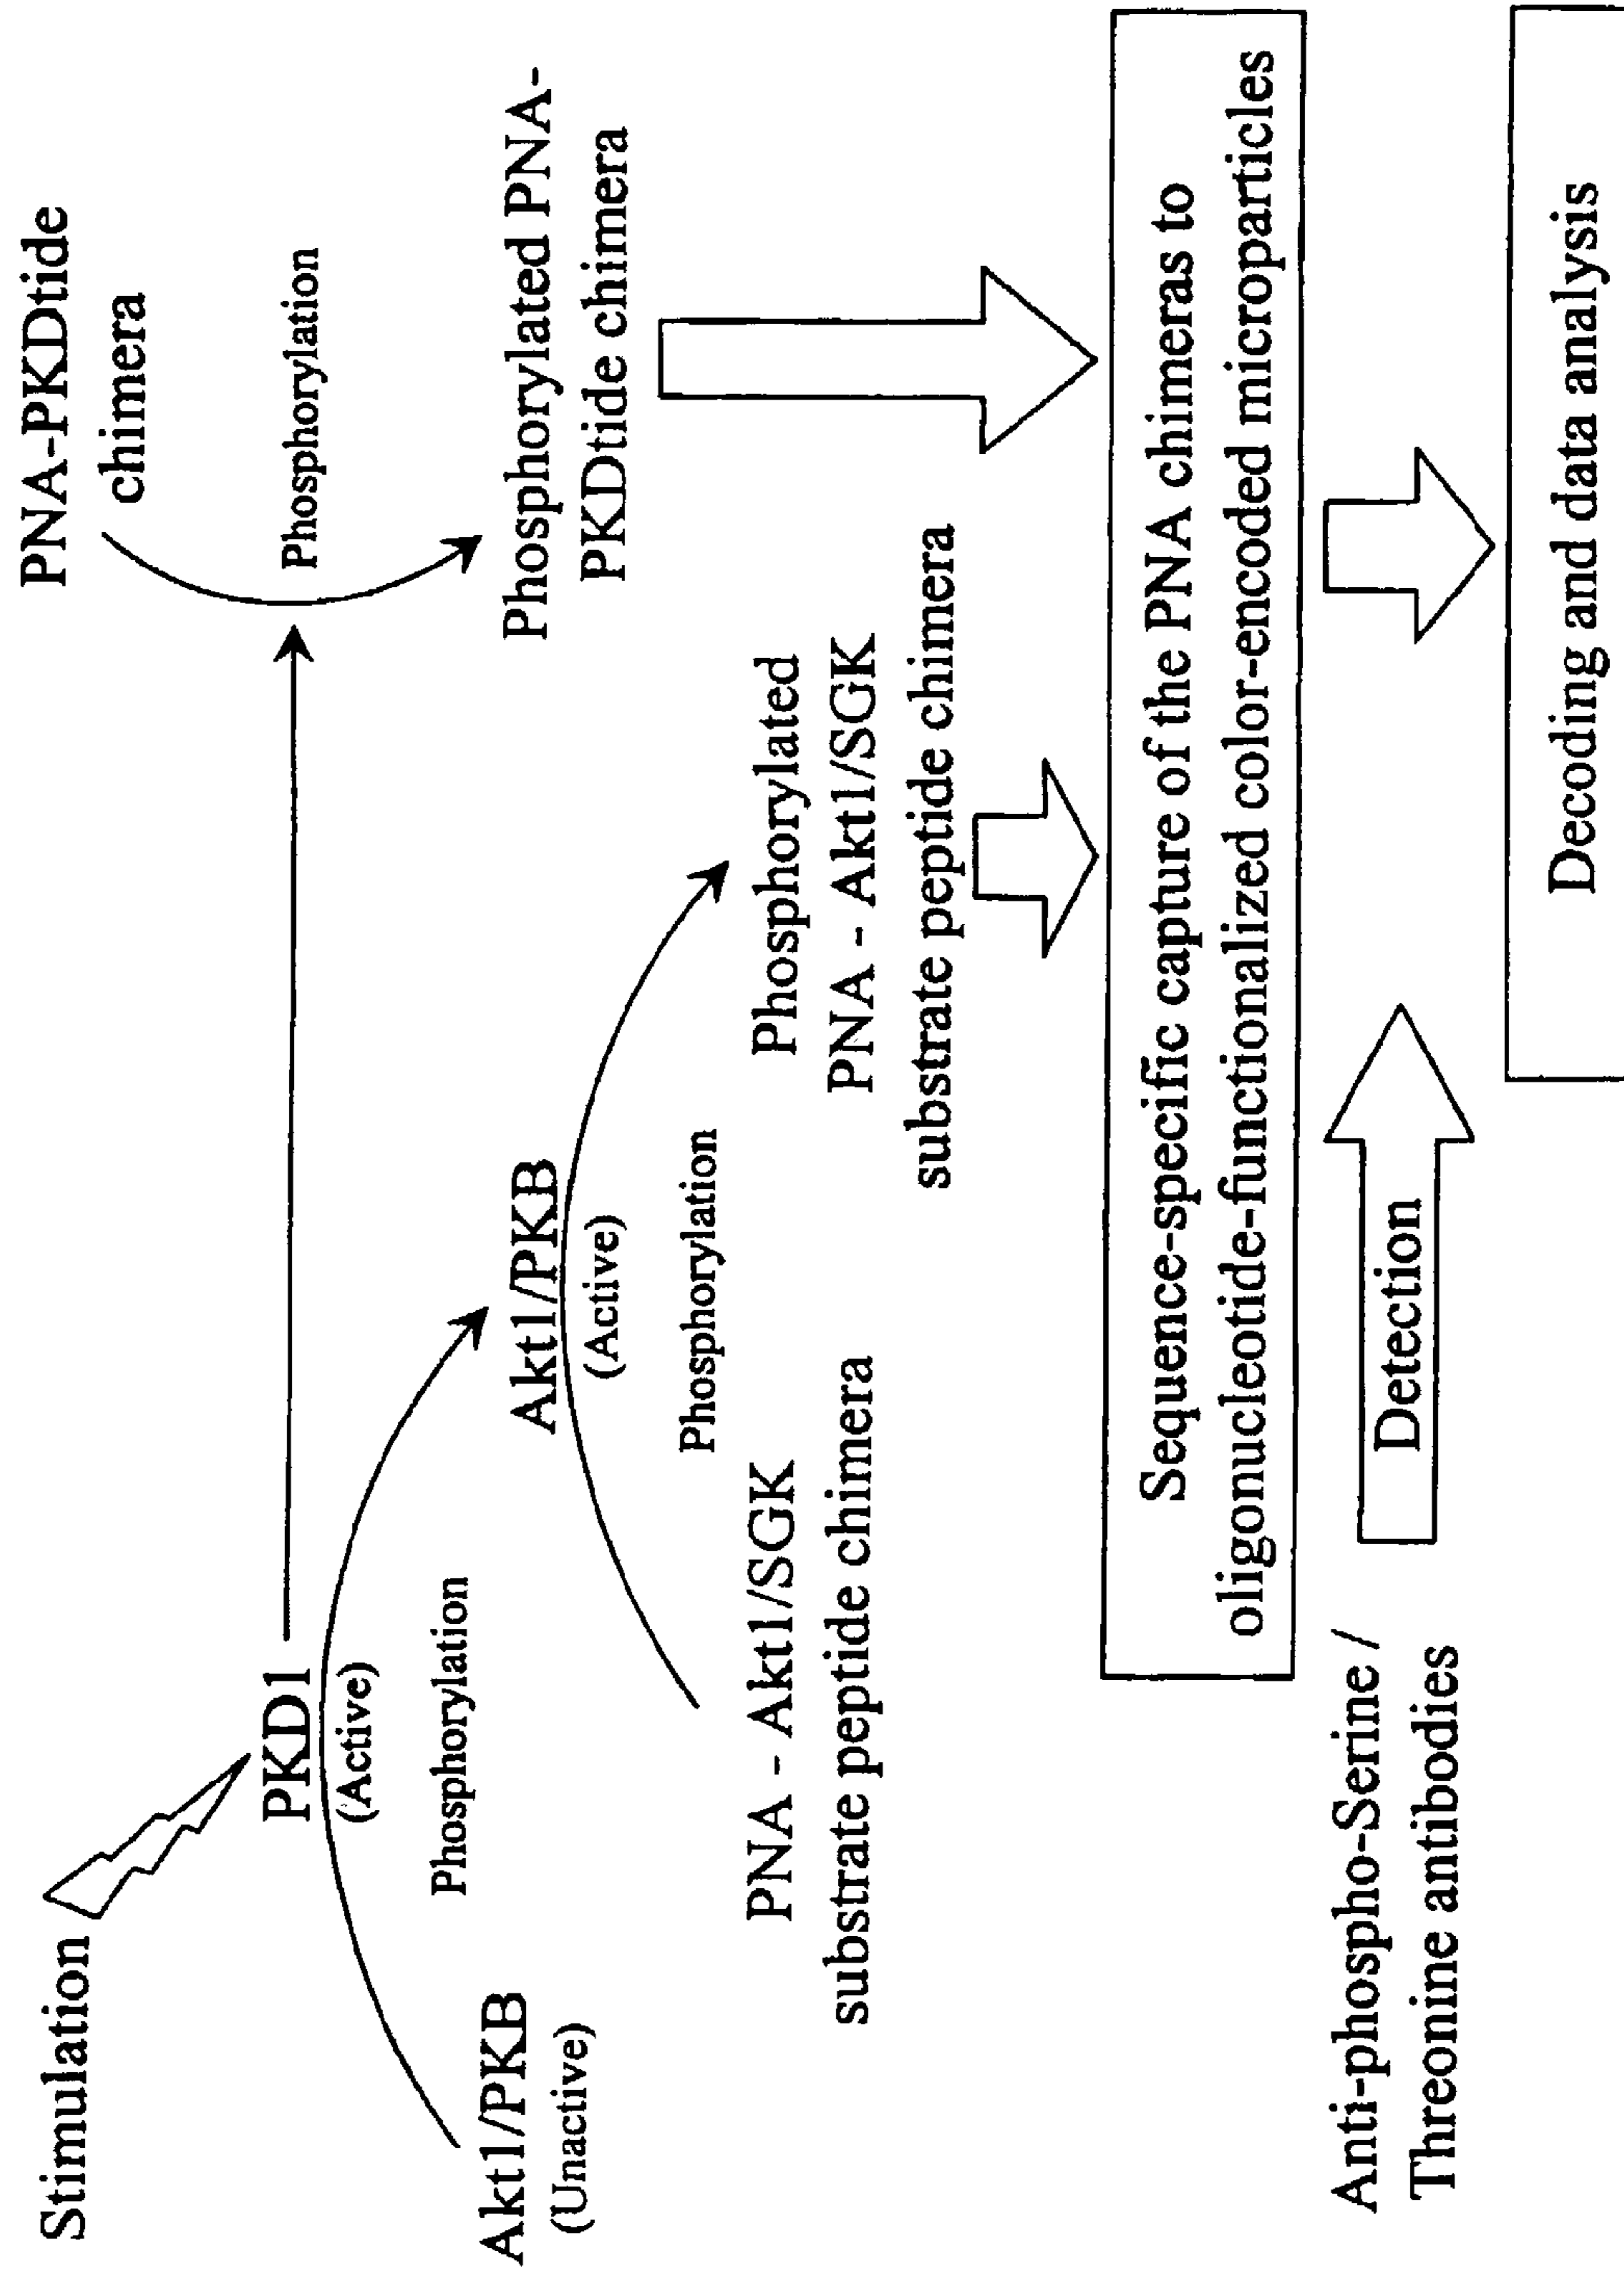 Stimulation
PKD1
(Active)
Akt1/PKB
(Unactive)
Phosphorylation
Akt1/PKB
(Active)
PNA-PKDtide
chimera
Phosphorylation
Phosphorylated PNA-
PKDtide chimera
PNA - Akt1/SGK
substrate peptide chimera
Phosphorylation
Phosphorylated
PNA - Akt1/SGK
substrate peptide chimera
Sequence-specific capture of the PNA chimeras to
oligonucleotide-functionalized color-encoded microparticles
Anti-phospho-Serine /
Threonine antibodies
Detection
Decoding and data analysis